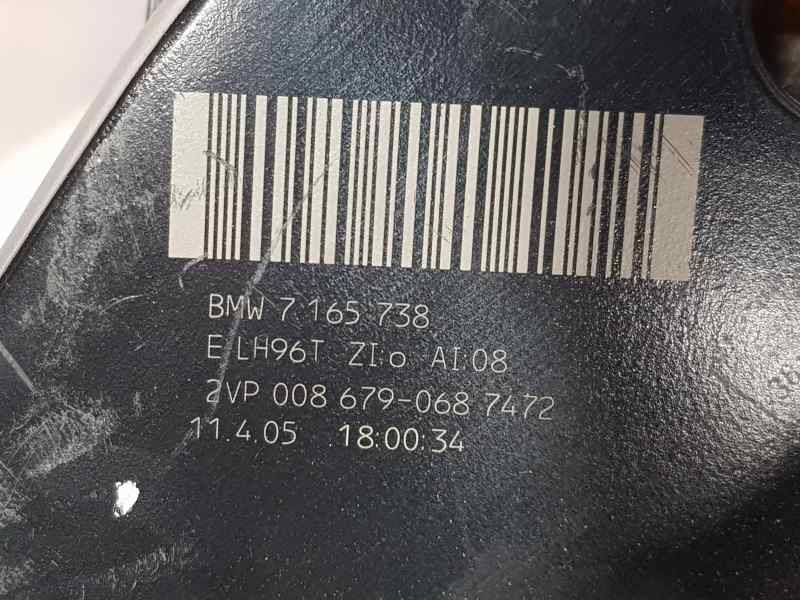 BMW 7 165 738
E LH96T ZI:o AI:08
2VP 008 679-068 7472
11.4.05 18:00:34